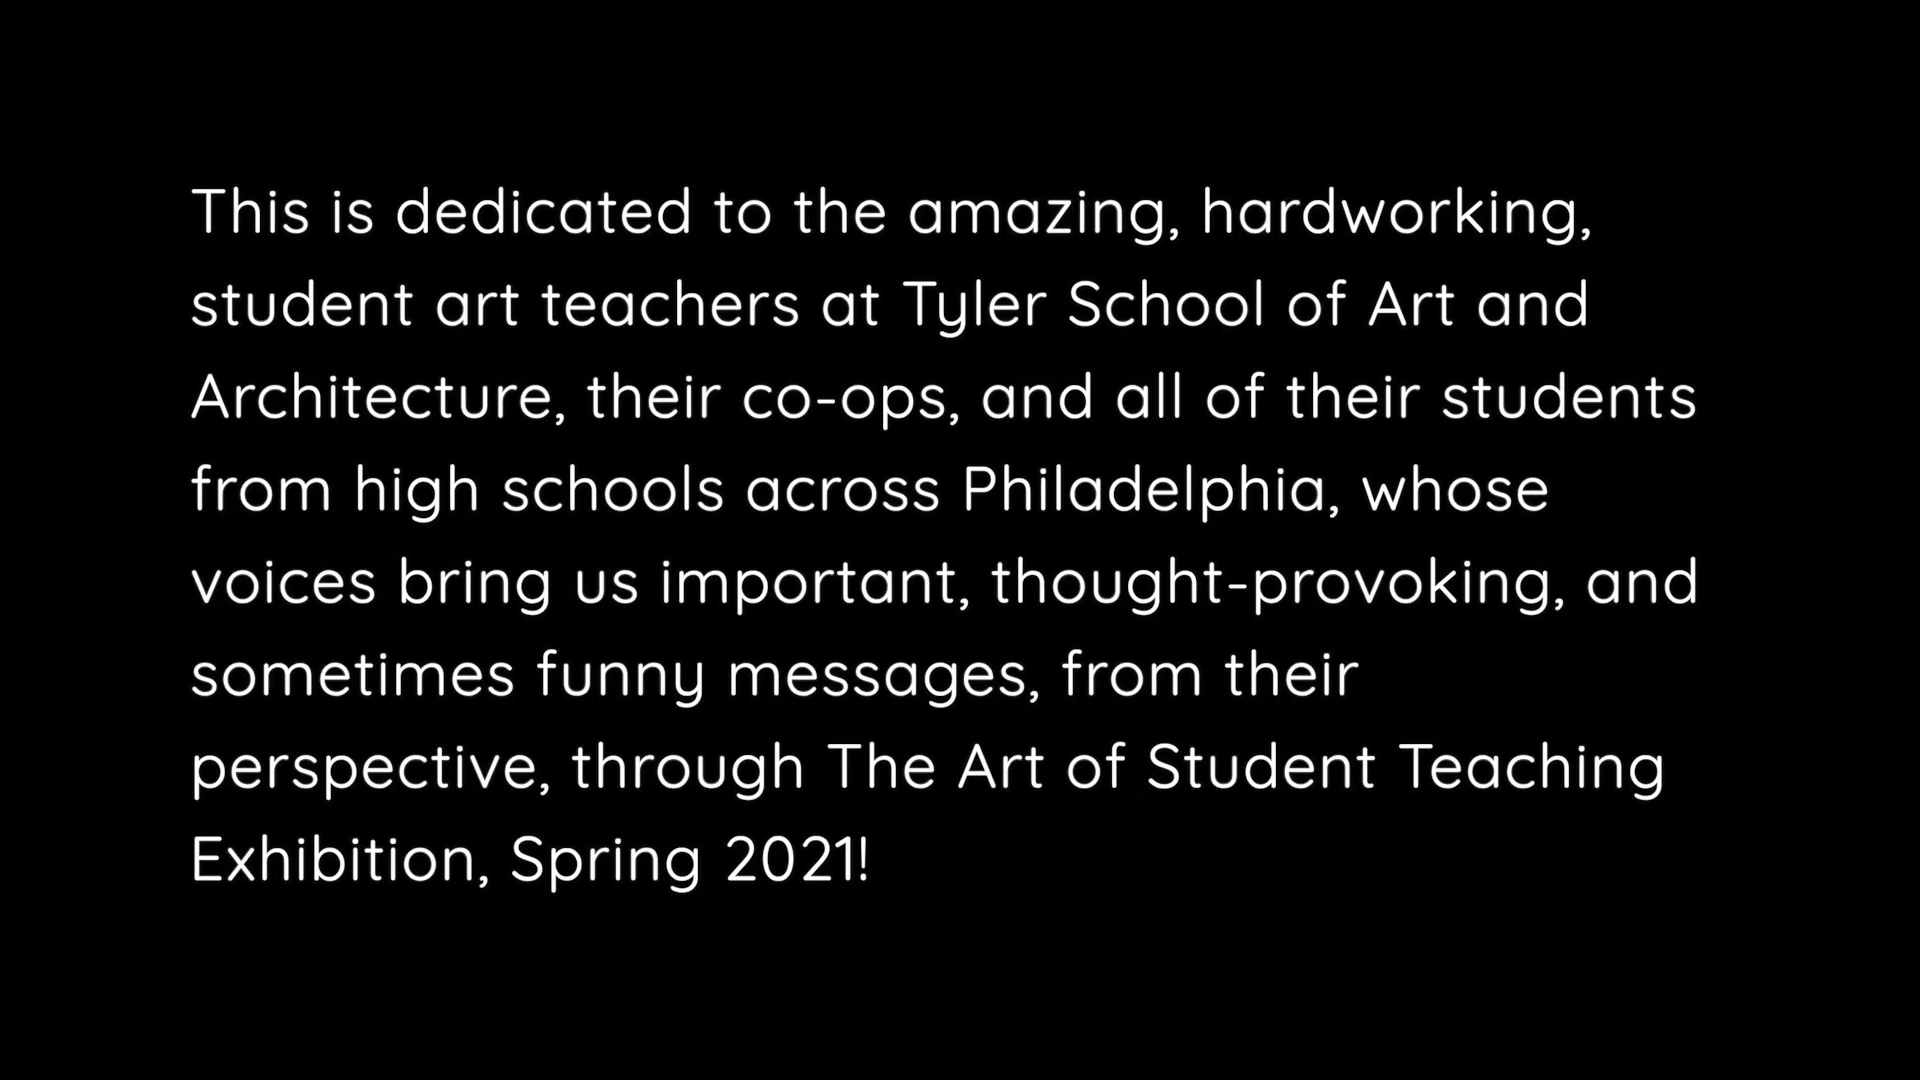 This is dedicated to the amazing, hardworking,
student art teachers at Tyler School of Art and
Architecture, their co-ops, and all of their students
from high schools across Philadelphia, whose
voices bring us important, thought-provoking, and
sometimes funny messages, from their
perspective, through The Art of Student Teaching
Exhibition, Spring 2021!